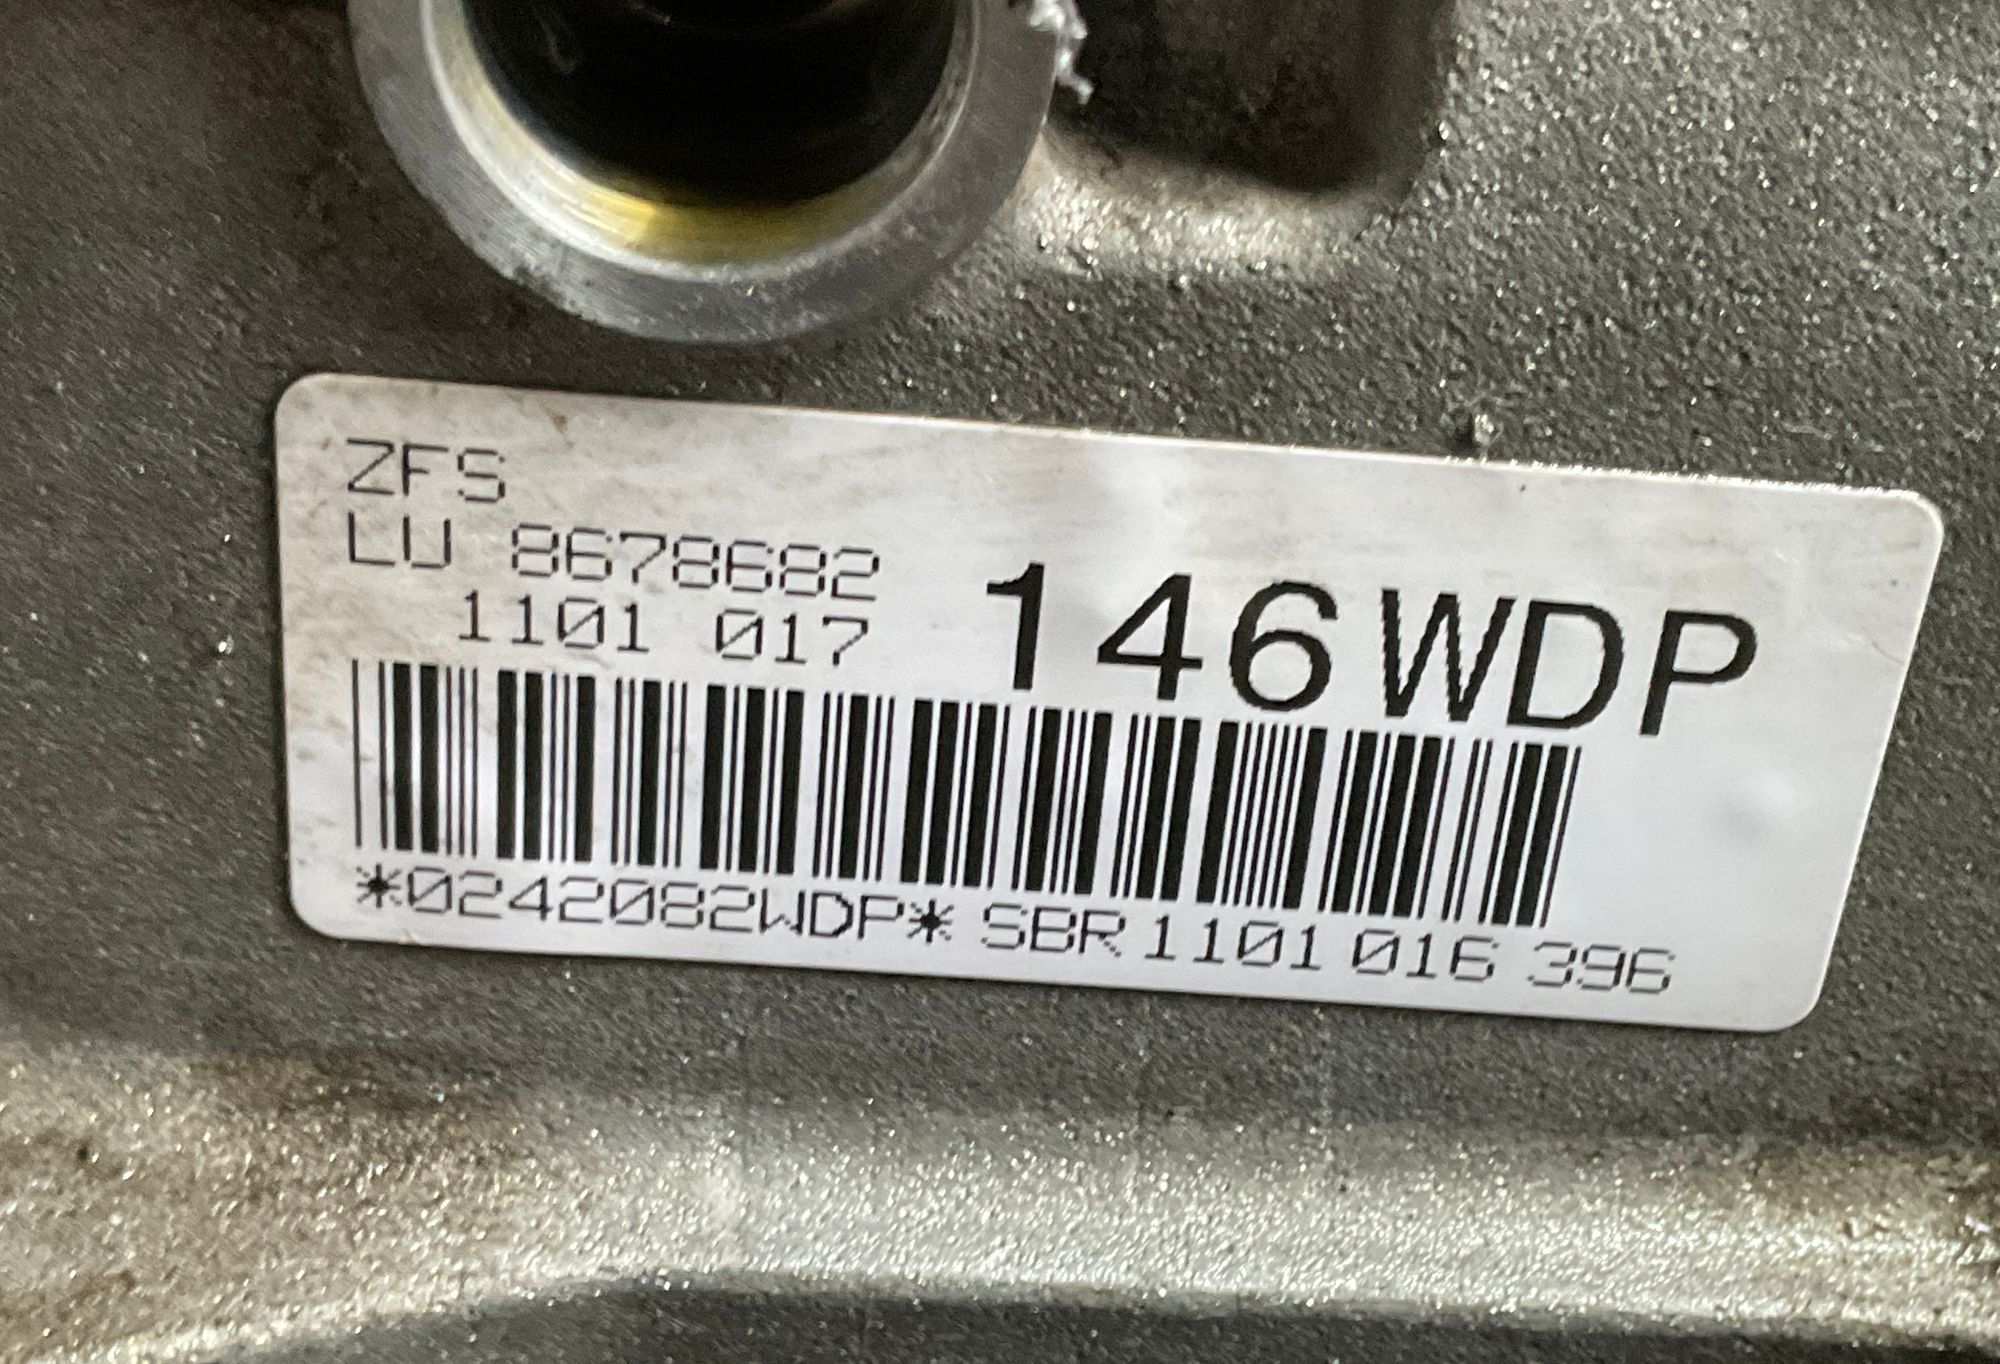 ZFS
LU 8678682
1101 017
146WDP
*0242082WDP* SBR 1101 016 396